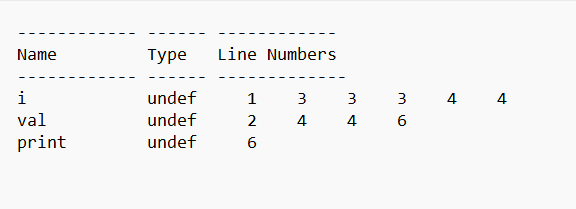 ------------ ------ ------------
Name         Type   Line Numbers
------------ ------ -------------
i            undef     1    3    3    3    4    4
val          undef     2    4    4    6
print        undef     6